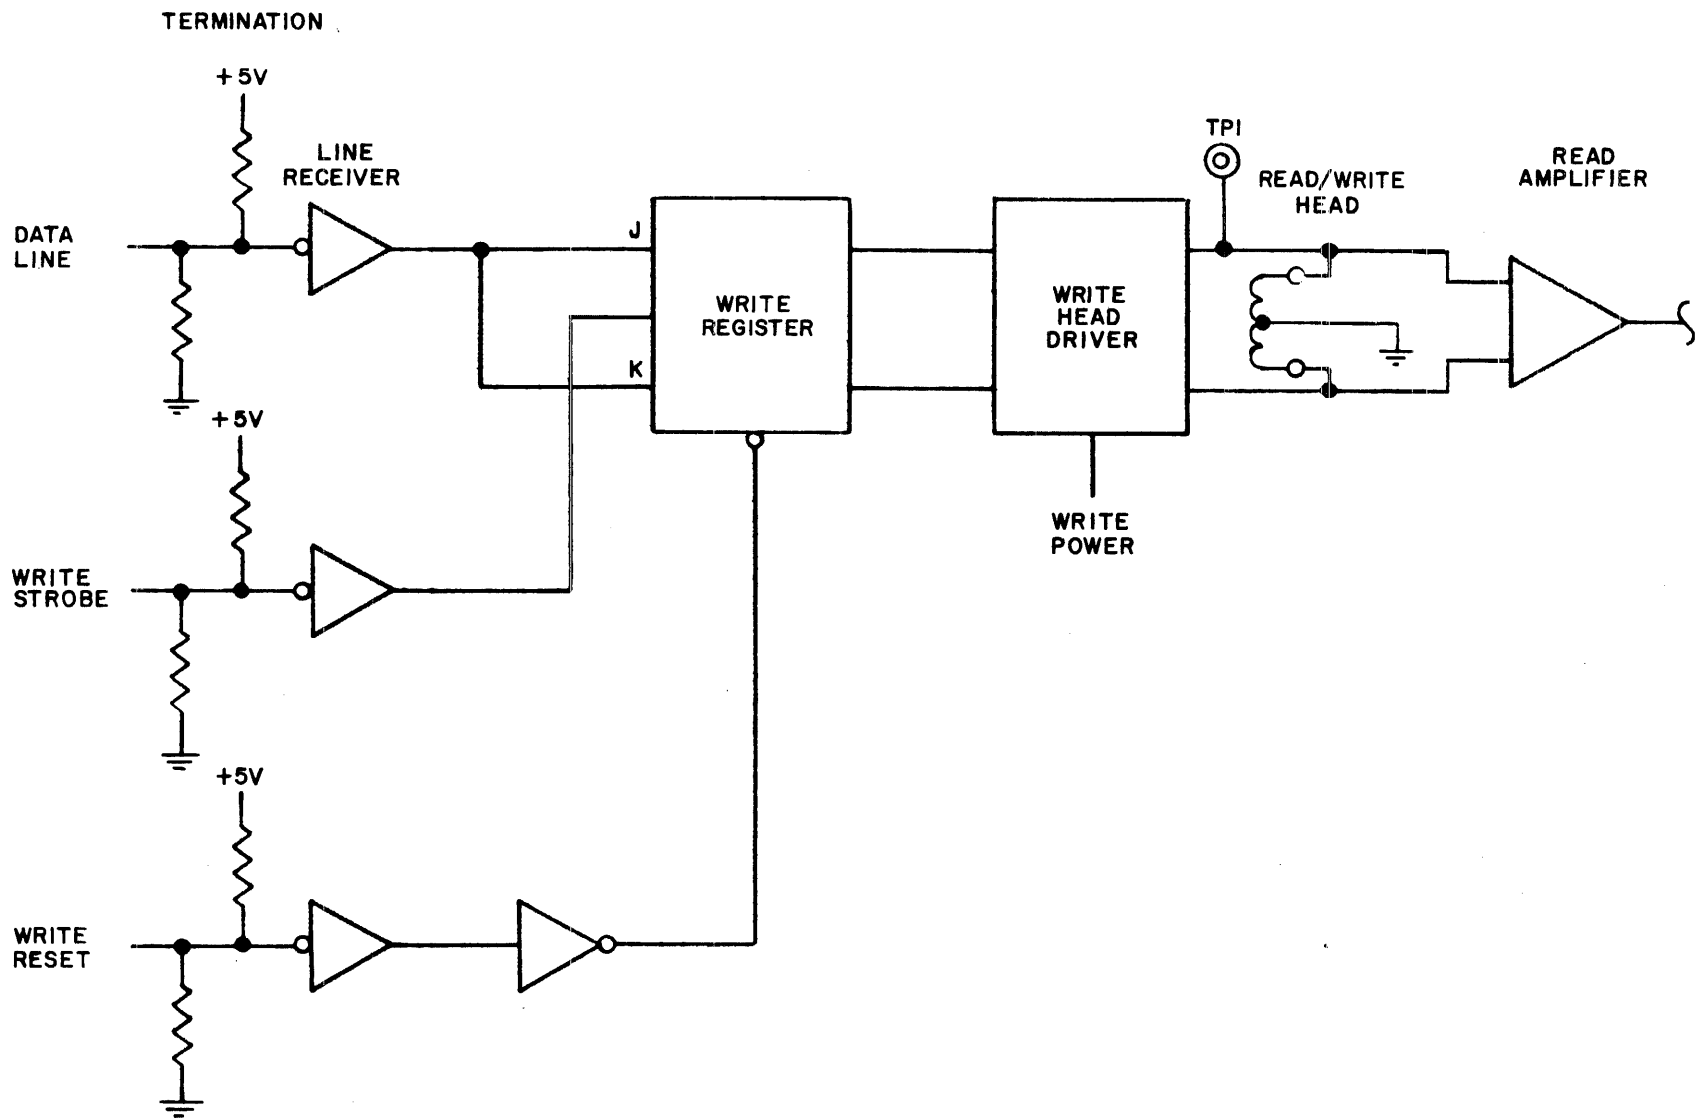 TERMINATION
+5V
LINE
RECEIVER
DATA
LINE
J
K
WRITE
REGISTER
WRITE
HEAD
DRIVER
WRITE
POWER
TP1
READ/WRITE
HEAD
READ
AMPLIFIER
+5V
WRITE
STROBE
+5V
WRITE
RESET